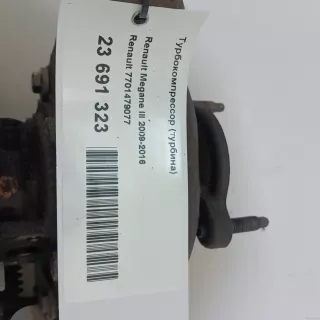 Турбокомпрессор (турбина)
Renault Megane III 2009-2016
Renault 7701479077
23 691 323